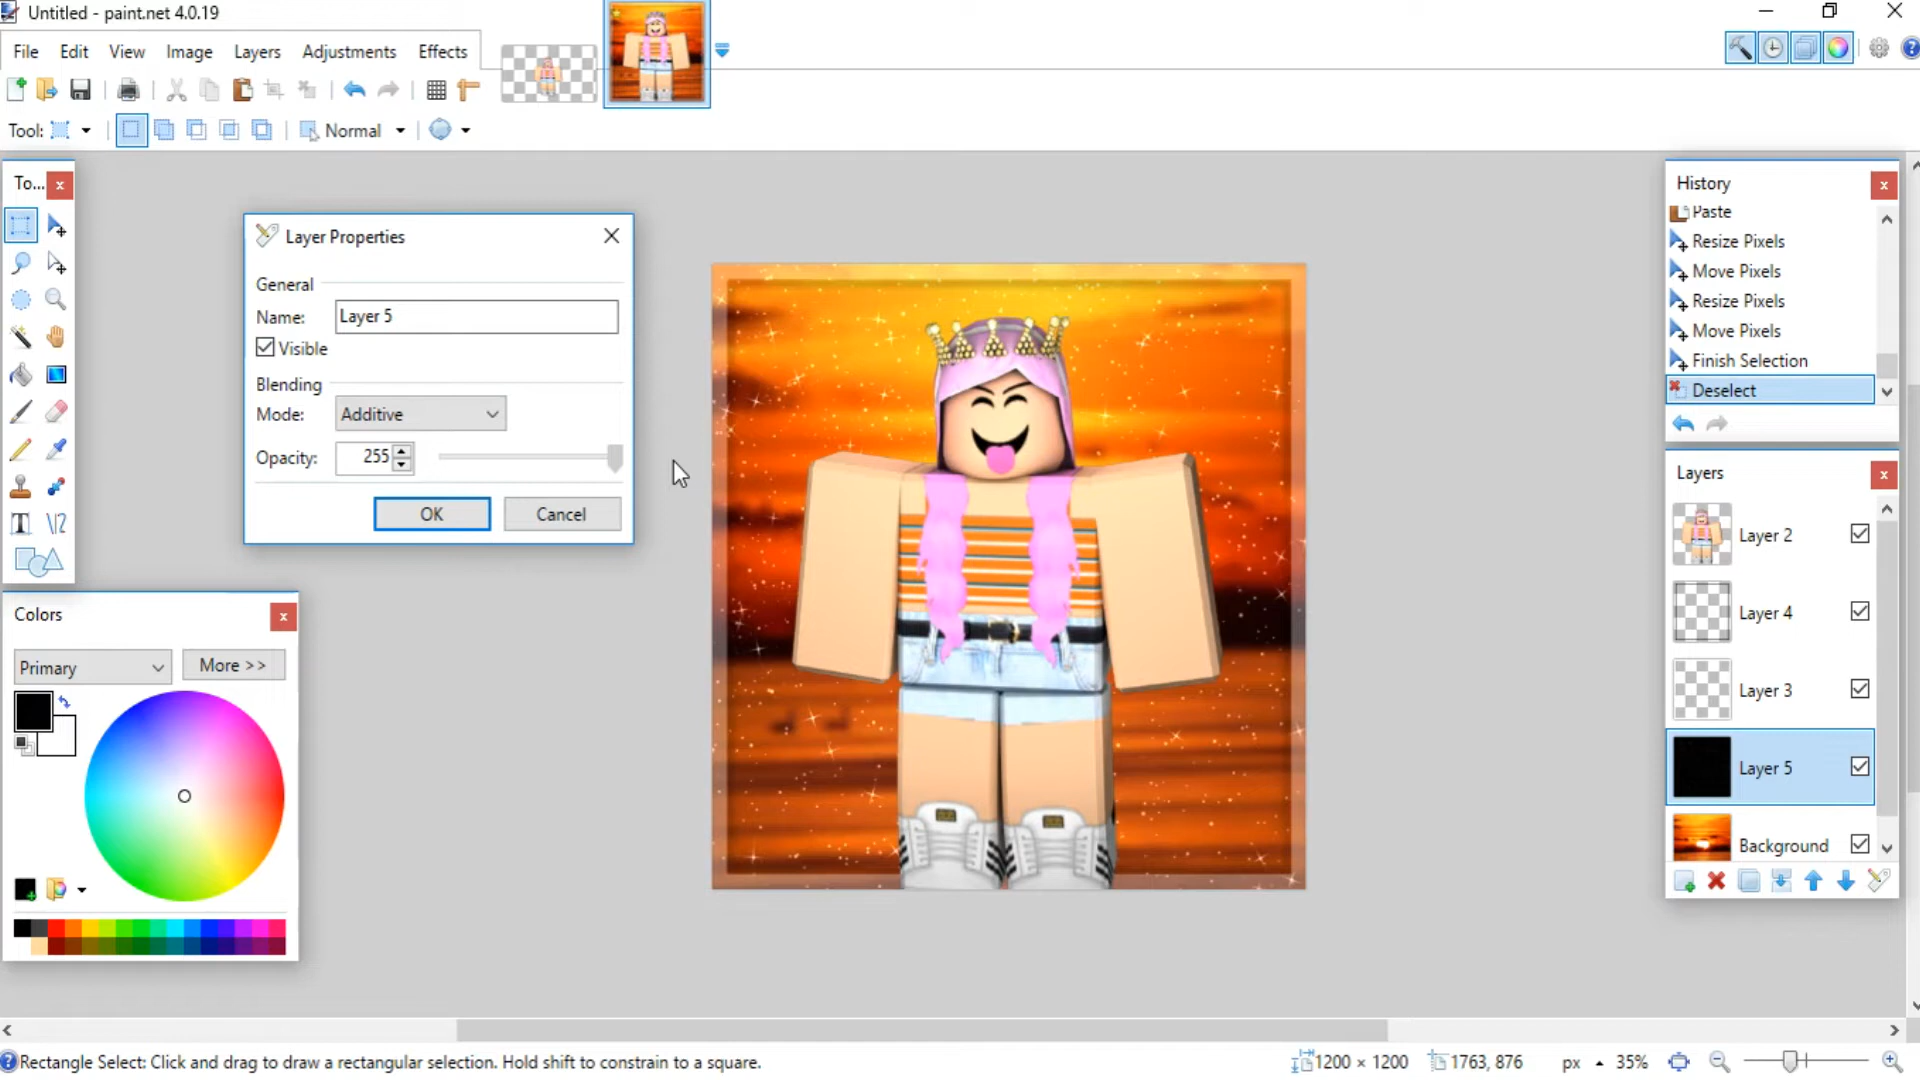 Untitled - paint.net 4.0.19
File Edit View Image Layers Adjustments Effects
Tool: Normal
To...
Layer Properties
General
Name: Layer 5
Visible
Blending
Mode: Additive
Opacity: 255
OK Cancel
Colors
Primary More >>
History
Paste
Resize Pixels
Move Pixels
Resize Pixels
Move Pixels
Finish Selection
Deselect
Layers
Layer 2
Layer 4
Layer 3
Layer 5
Background
Rectangle Select: Click and drag to draw a rectangular selection. Hold shift to constrain to a square.
1200 × 1200 1763, 876 px 35%